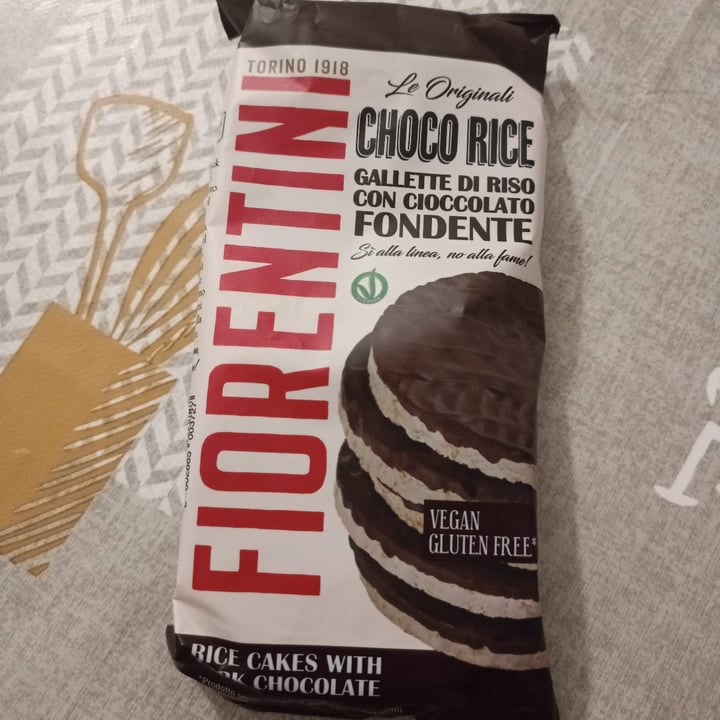 TORINO 1918
FIORENTINI
Le Originali
CHOCO RICE
GALLETTE DI RISO
CON CIOCCOLATO
FONDENTE
Sì alla linea, no alla fame!
VEGAN
GLUTEN FREE*
RICE CAKES WITH
CHOCOLATE
*Prodotto